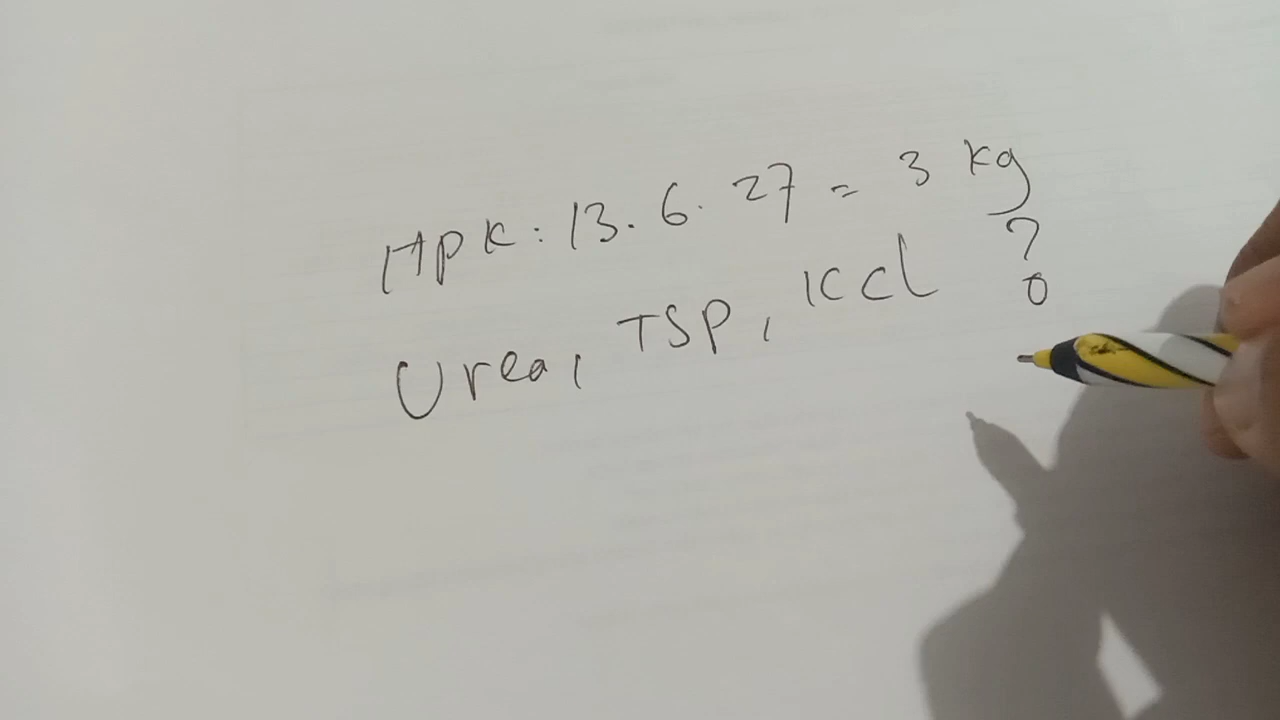 NPK : 13. 6. 27 = 3 kg
Urea, TSP, KCl ?